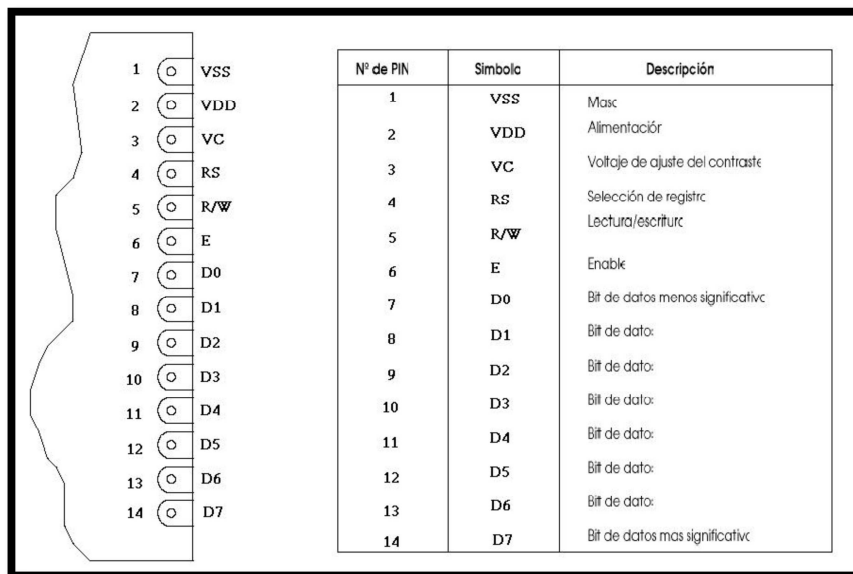 1 VSS
2 VDD
3 VC
4 RS
5 R/W
6 E
7 D0
8 D1
9 D2
10 D3
11 D4
12 D5
13 D6
14 D7
Nº de PIN Simbolo Descripción
1 VSS Masc
2 VDD Alimentación
3 VC Voltaje de ajuste del contraste
4 RS Selección de registrc
5 R/W Lectura/escriturc
6 E Enable
7 D0 Bit de datos menos significativc
8 D1 Bit de dato:
9 D2 Bit de dato:
10 D3 Bit de dato:
11 D4 Bit de dato:
12 D5 Bit de dato:
13 D6 Bit de dato:
14 D7 Bit de datos mas significativc